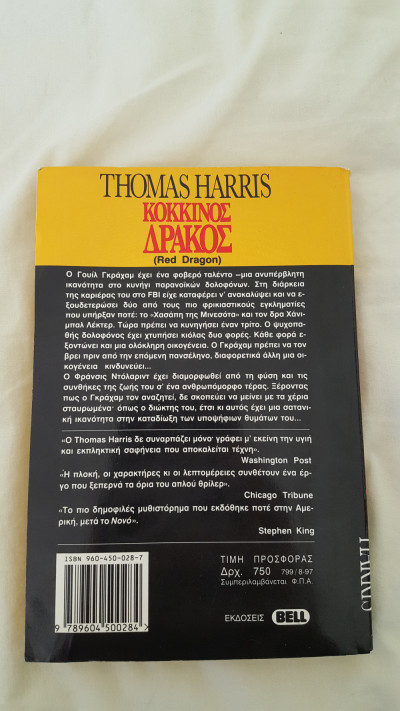 THOMAS HARRIS
ΚΟΚΚΙΝΟΣ
ΔΡΑΚΟΣ
(Red Dragon)
Ο Γουίλ Γκράχαμ έχει ένα φοβερό ταλέντο –μια ανυπέρβλητη
ικανότητα στο κυνήγι παρανοϊκών δολοφόνων. Στη διάρκεια
της καριέρας του στο FBI είχε καταφέρει ν' ανακαλύψει και να ε-
ξουδετερώσει δύο από τους πιο φρικιαστικούς εγκληματίες
που υπήρξαν ποτέ: το «Χασάπη της Μινεσότα» και τον δρα Χάνι-
μπαλ Λέκτερ. Τώρα πρέπει να κυνηγήσει έναν τρίτο. Ο ψυχοπα-
θής δολοφόνος έχει χτυπήσει κιόλας δυο φορές. Κάθε φορά ε-
ξοντώνει και μια ολόκληρη οικογένεια. Ο Γκράχαμ πρέπει να τον
βρει πριν από την επόμενη πανσέληνο, διαφορετικά άλλη μια οι-
κογένεια κινδυνεύει...
Ο Φράνσις Ντόλαριντ έχει διαμορφωθεί από τη φύση και τις
συνθήκες της ζωής του σ' ένα ανθρωπόμορφο τέρας. Ξέροντας
πως ο Γκράχαμ τον αναζητεί, δε σκοπεύει να μείνει με τα χέρια
σταυρωμένα· όπως ο διώκτης του, έτσι κι αυτός έχει μια σατανι-
κή ικανότητα στην καταδίωξη των υποψήφιων θυμάτων του...
«Ο Thomas Harris δε συναρπάζει μόνο· γράφει μ' εκείνη την υγιή
και εκπληκτική σαφήνεια που αποκαλείται τέχνη».
Washington Post
«Η πλοκή, οι χαρακτήρες κι οι λεπτομέρειες συνθέτουν ένα έρ-
γο που ξεπερνά τα όρια του απλού θρίλερ».
Chicago Tribune
«Το πιο δημοφιλές μυθιστόρημα που εκδόθηκε ποτέ στην Αμε-
ρική, μετά το Νονό».
Stephen King
ISBN 960-450-028-7
9 789604 500284
ΤΙΜΗ ΠΡΟΣΦΟΡΑΣ
Δρχ. 750 799/8-97
Συμπεριλαμβάνεται Φ.Π.Α.
ΕΚΔΟΣΕΙΣ BELL